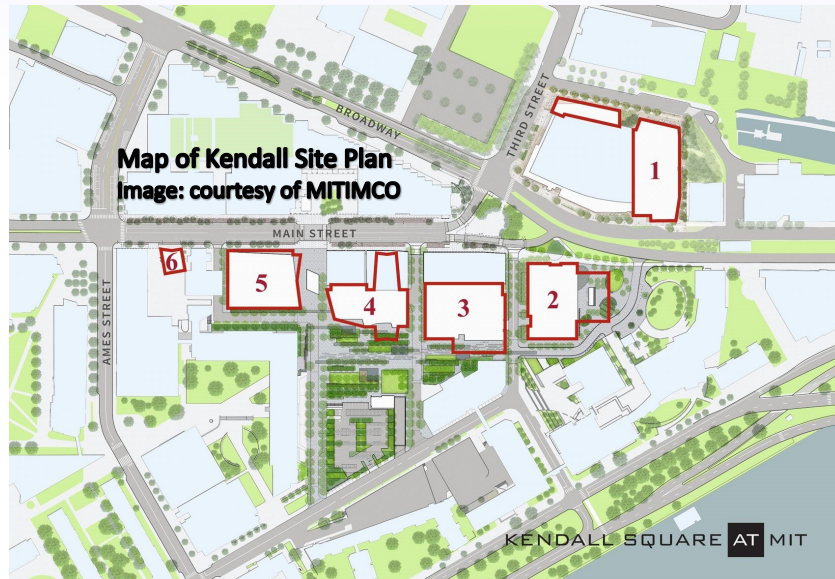 BROADWAY
THIRD STREET
Map of Kendall Site Plan
Image: courtesy of MITIMCO
1
MAIN STREET
6
5
4
3
2
AMES STREET
KENDALL SQUARE AT MIT